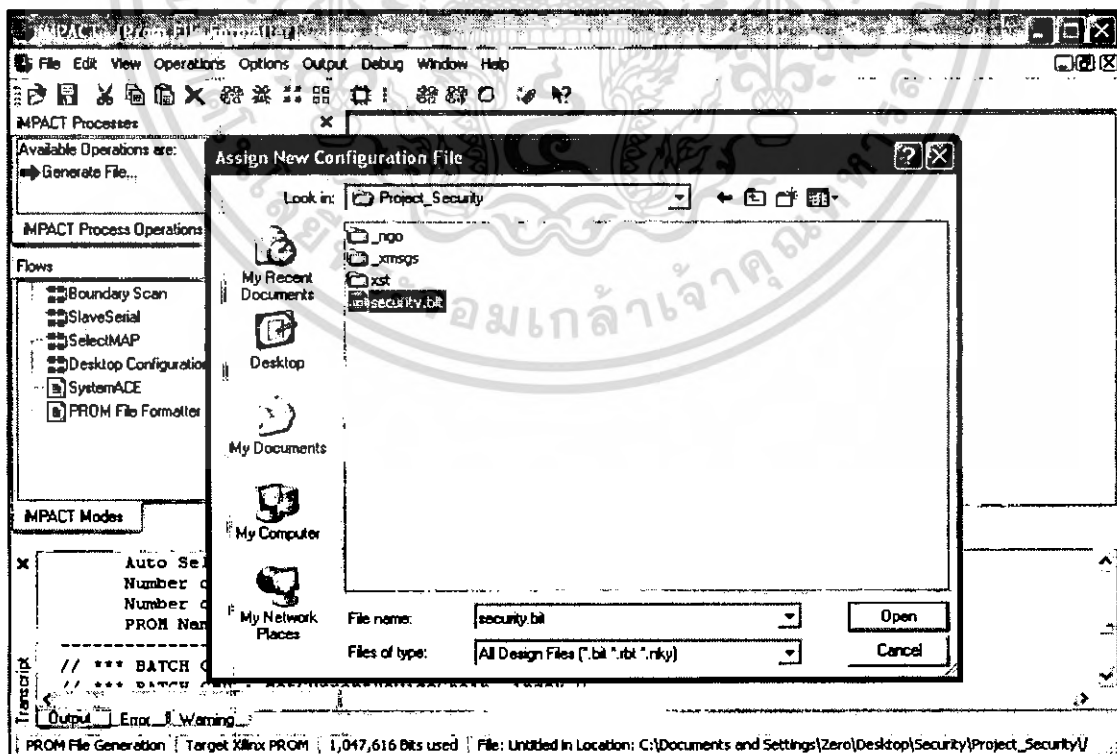 iMPACT - [Prom File Formatter]
File Edit View Operations Options Output Debug Window Help
iMPACT Processes
Available Operations are:
Generate File...
iMPACT Process Operations
Flows
Boundary Scan
SlaveSerial
SelectMAP
Desktop Configuration
SystemACE
PROM File Formatter
iMPACT Modes
Assign New Configuration File
Look in: Project_Security
My Recent Documents
Desktop
My Documents
My Computer
My Network Places
_ngo
_xmsgs
xst
security.bit
File name: security.bit
Open
Files of type: All Design Files (*.bit *.rbt *.nky)
Cancel
Auto Sel
Number o
Number o
PROM Nam
// *** BATCH C
Transcript
Output Error Warning
PROM File Generation Target Xilinx PROM 1,047,616 Bits used File: Untitled in Location: C:\Documents and Settings\Zero\Desktop\Security\Project_Security\/